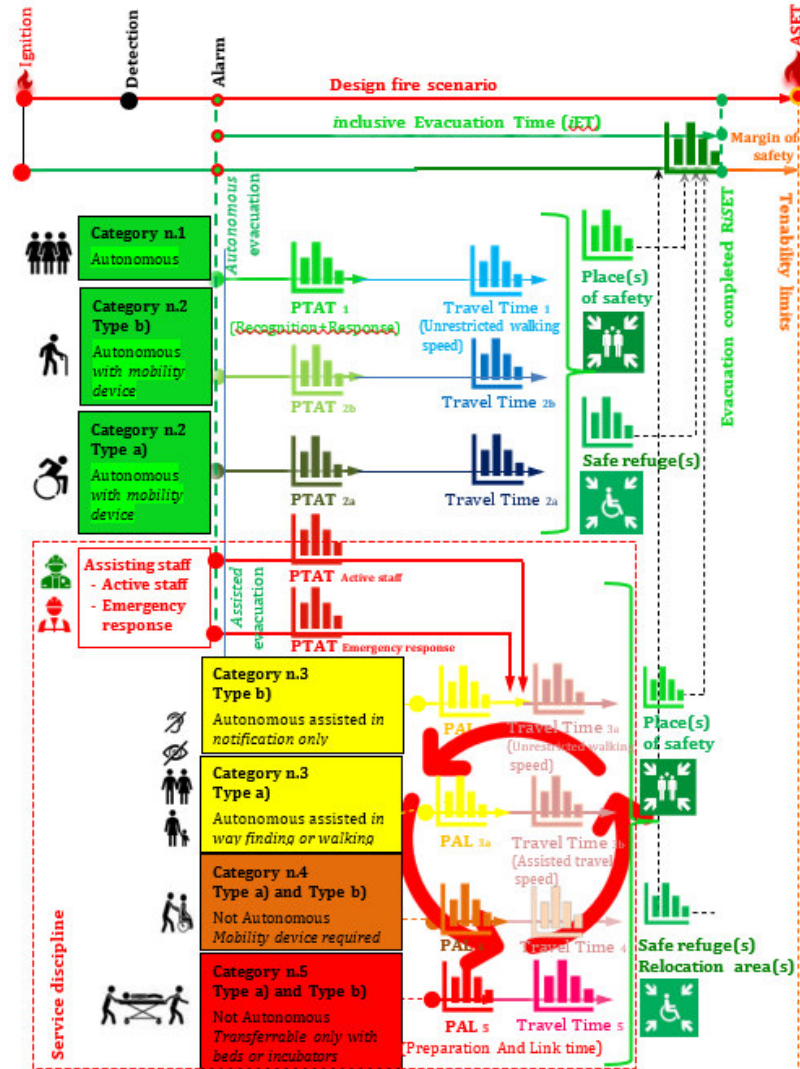 Ignition
Detection
Alarm
ASET
Design fire scenario
inclusive Evacuation Time (iET)
Margin of
safety
Autonomous
evacuation
Evacuation completed RiSET
Tenability limits
Category n.1
Autonomous
PTAT 1
(Recognition+Response)
Travel Time 1
(Unrestricted walking
speed)
Place(s)
of safety
Category n.2
Type b)
Autonomous
with mobility
device
PTAT 2b
Travel Time 2b
Category n.2
Type a)
Autonomous
with mobility
device
PTAT 2a
Travel Time 2a
Safe refuge(s)
Assisting staff
- Active staff
- Emergency
response
PTAT Active staff
Assisted
evacuation
PTAT Emergency response
Category n.3
Type b)
Autonomous assisted in
notification only
PAL
Travel Time 3a
(Unrestricted walkin
speed)
Place(s)
of safety
Category n.3
Type a)
Autonomous assisted in
way finding or walking
PAL 3a
Travel Time 3b
(Assisted travel
speed)
Category n.4
Type a) and Type b)
Not Autonomous
Mobility device required
PAL
Travel Time 4
Safe refuge(s)
Relocation area(s)
Category n.5
Type a) and Type b)
Not Autonomous
Transferrable only with
beds or incubators
PAL 5
Travel Time 5
(Preparation And Link time)
Service discipline